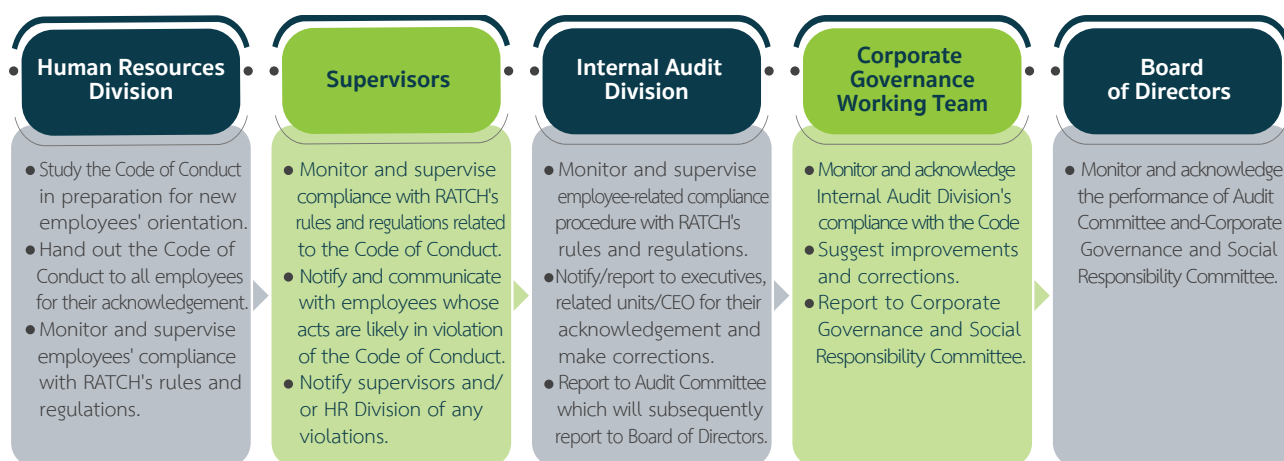 Human Resources
Division
● Study the Code of Conduct
in preparation for new
employees' orientation.
● Hand out the Code of
Conduct to all employees
for their acknowledgement.
● Monitor and supervise
employees' compliance
with RATCH's rules and
regulations.
Supervisors
● Monitor and supervise
compliance with RATCH's
rules and regulations related
to the Code of Conduct.
● Notify and communicate
with employees whose
acts are likely in violation
of the Code of Conduct.
● Notify supervisors and/
or HR Division of any
violations.
Internal Audit
Division
● Monitor and supervise
employee-related compliance
procedure with RATCH's
rules and regulations.
● Notify/report to executives,
related units/CEO for their
acknowledgement and
make corrections.
● Report to Audit Committee
which will subsequently
report to Board of Directors.
Corporate
Governance
Working Team
● Monitor and acknowledge
Internal Audit Division's
compliance with the Code
● Suggest improvements
and corrections.
● Report to Corporate
Governance and Social
Responsibility Committee.
Board
of Directors
● Monitor and acknowledge
the performance of Audit
Committee and-Corporate
Governance and Social
Responsibility Committee.